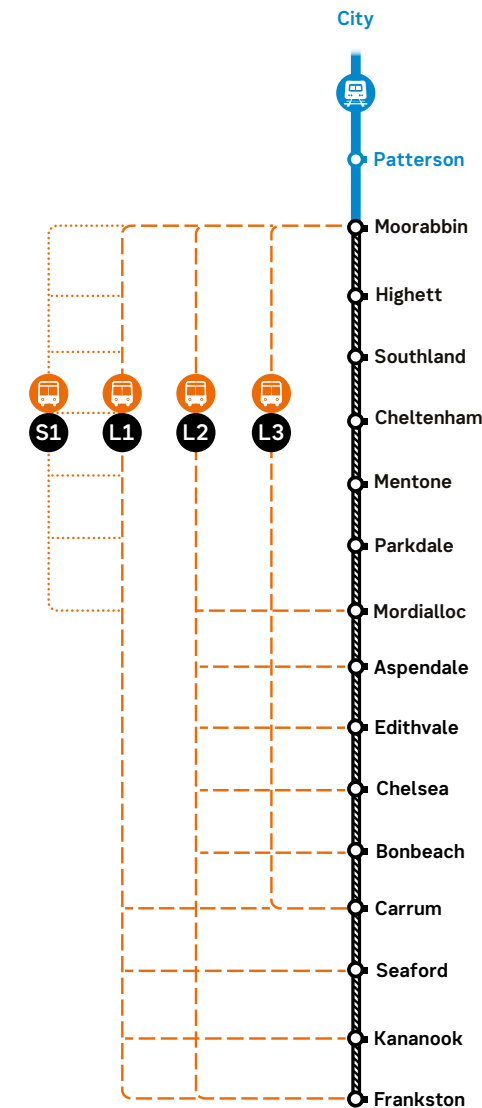 City
Patterson
Moorabbin
Highett
Southland
S1 L1 L2 L3
Cheltenham
Mentone
Parkdale
Mordialloc
Aspendale
Edithvale
Chelsea
Bonbeach
Carrum
Seaford
Kananook
Frankston